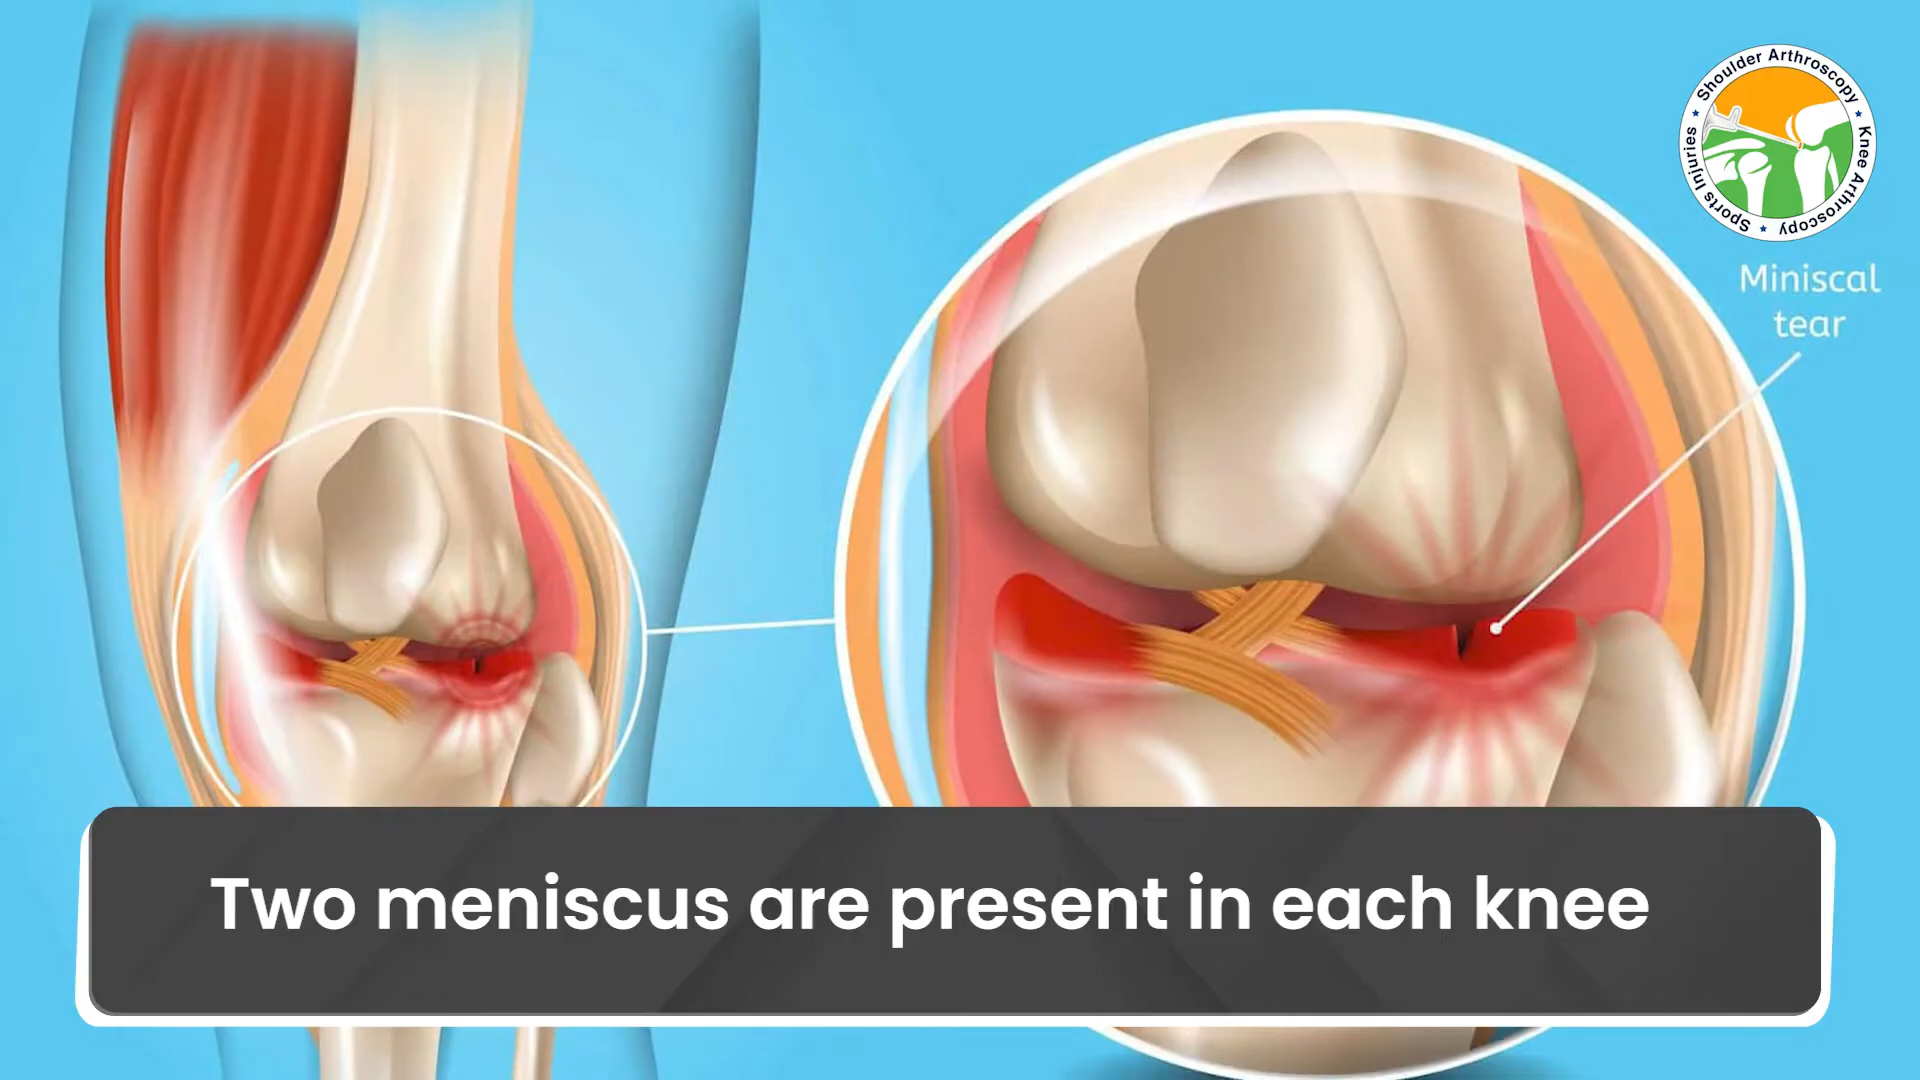 Shoulder Arthroscopy ★ Knee Arthroscopy ★ Sports Injuries ★
Miniscal
tear
Two meniscus are present in each knee